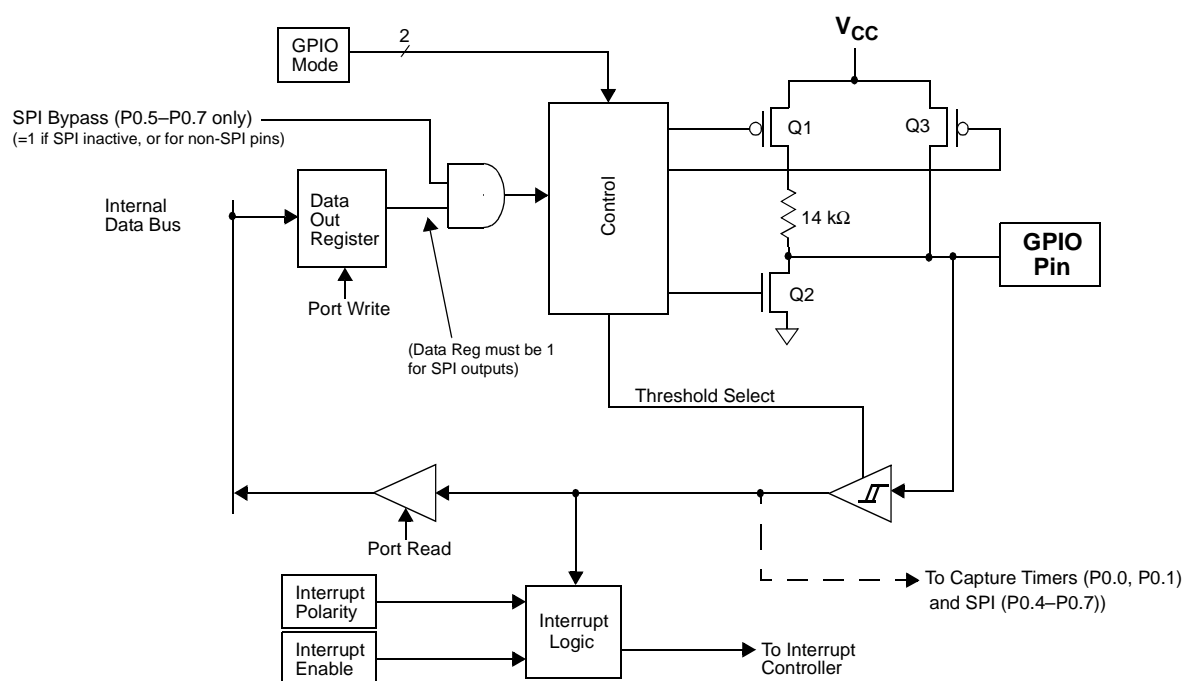 GPIO
Mode
2
VCC
SPI Bypass (P0.5–P0.7 only)
(=1 if SPI inactive, or for non-SPI pins)
Q1
Q3
Internal
Data Bus
Data
Out
Register
Control
14 kΩ
GPIO
Pin
Port Write
Q2
(Data Reg must be 1
for SPI outputs)
Threshold Select
Port Read
To Capture Timers (P0.0, P0.1)
and SPI (P0.4–P0.7))
Interrupt
Polarity
Interrupt
Logic
Interrupt
Enable
To Interrupt
Controller